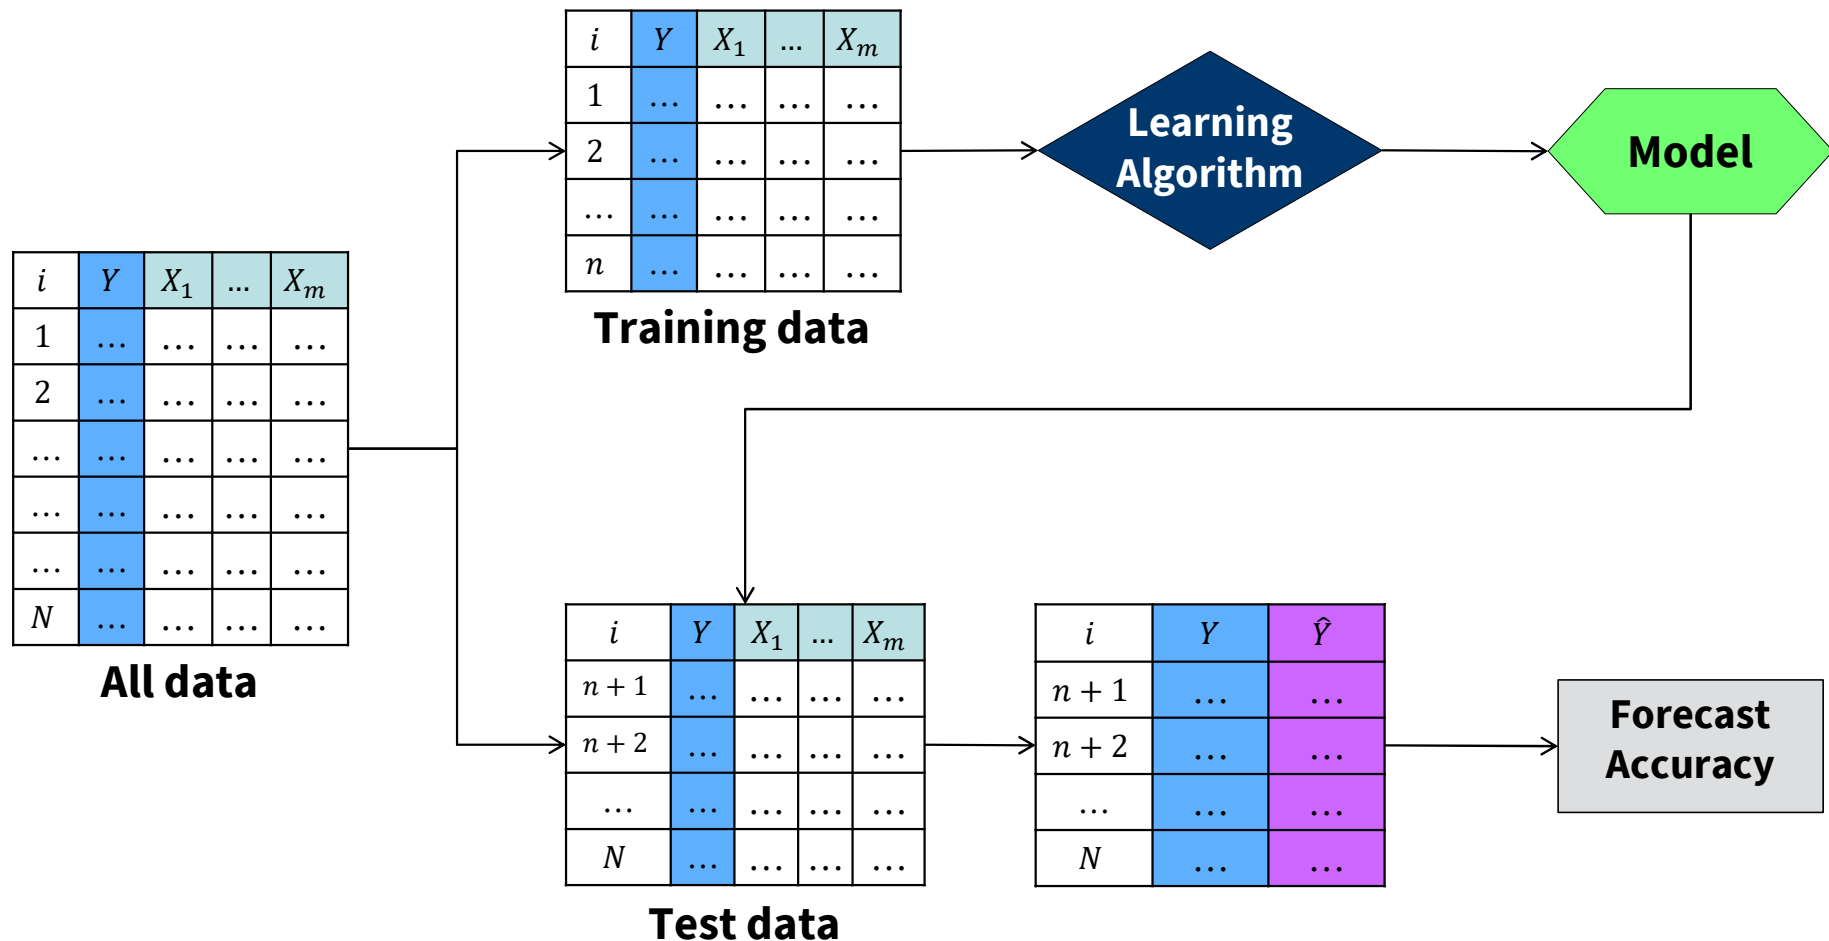 i Y X₁ ... Xₘ
1 ... ... ... ...
2 ... ... ... ...
... ... ... ... ...
n ... ... ... ...
Training data
Learning
Algorithm
Model
i Y X₁ ... Xₘ
1 ... ... ... ...
2 ... ... ... ...
... ... ... ... ...
... ... ... ... ...
... ... ... ... ...
N ... ... ... ...
All data
i Y X₁ ... Xₘ
n + 1 ... ... ... ...
n + 2 ... ... ... ...
... ... ... ... ...
N ... ... ... ...
Test data
i Y Ŷ
n + 1 ... ...
n + 2 ... ...
... ... ...
N ... ...
Forecast
Accuracy